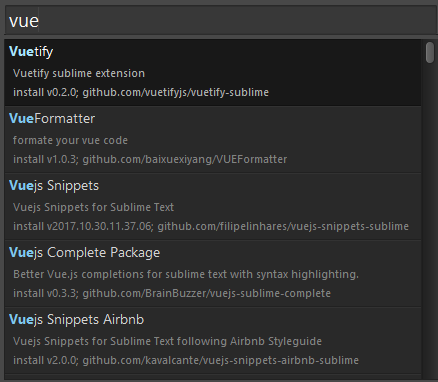 vue
Vuetify
Vuetify sublime extension
install v0.2.0; github.com/vuetifyjs/vuetify-sublime
VueFormatter
formate your vue code
install v1.0.3; github.com/baixuexiyang/VUEFormatter
Vuejs Snippets
Vuejs Snippets for Sublime Text
install v2017.10.30.11.37.06; github.com/filipelinhares/vuejs-snippets-sublime
Vuejs Complete Package
Better Vue.js completions for sublime text with syntax highlighting.
install v0.3.3; github.com/BrainBuzzer/vuejs-sublime-complete
Vuejs Snippets Airbnb
Vuejs Snippets for Sublime Text following Airbnb Styleguide
install v2.0.0; github.com/kavalcante/vuejs-snippets-airbnb-sublime